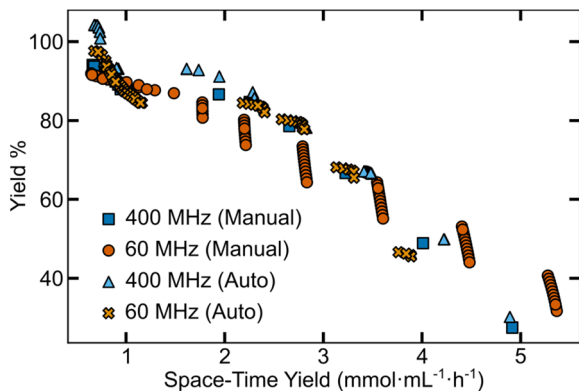 100
80
60
40
Yield %
400 MHz (Manual)
60 MHz (Manual)
400 MHz (Auto)
60 MHz (Auto)
1 2 3 4 5
Space-Time Yield (mmol·mL⁻¹·h⁻¹)